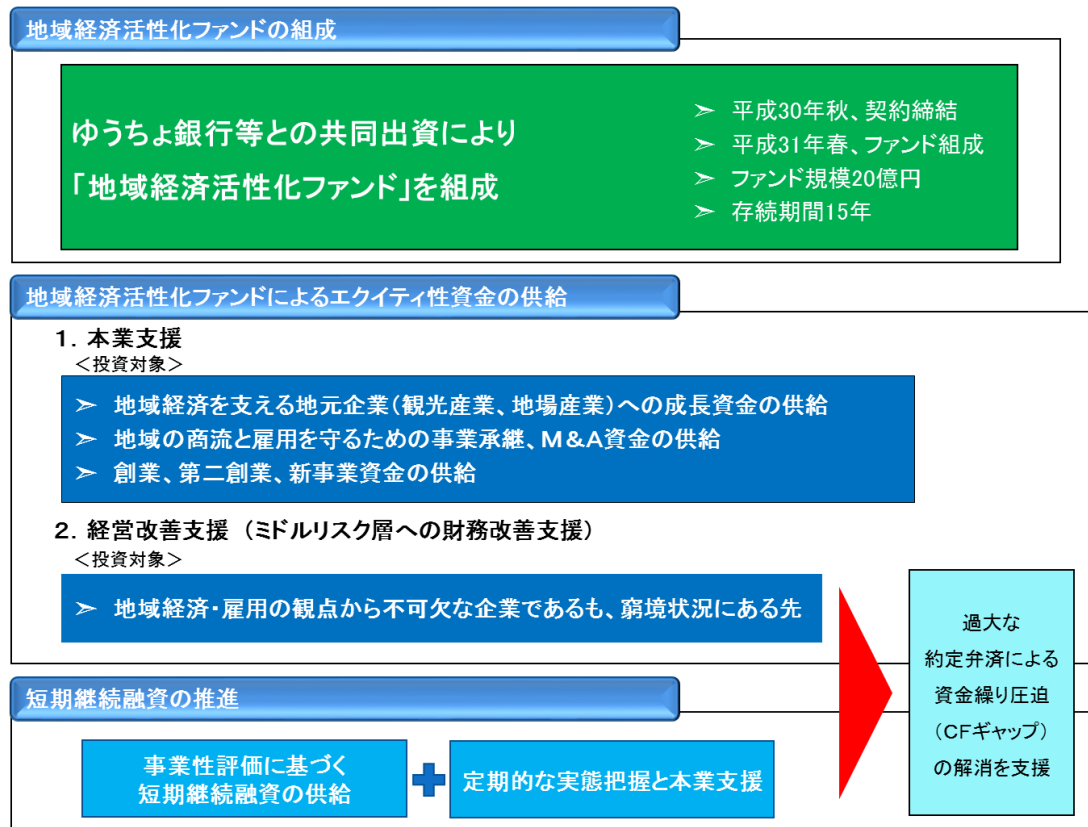 地域経済活性化ファンドの組成
ゆうちょ銀行等との共同出資により
「地域経済活性化ファンド」を組成
➢ 平成30年秋、契約締結
➢ 平成31年春、ファンド組成
➢ ファンド規模20億円
➢ 存続期間15年
地域経済活性化ファンドによるエクイティ性資金の供給
１．本業支援
＜投資対象＞
➢ 地域経済を支える地元企業（観光産業、地場産業）への成長資金の供給
➢ 地域の商流と雇用を守るための事業承継、Ｍ＆Ａ資金の供給
➢ 創業、第二創業、新事業資金の供給
２．経営改善支援 （ミドルリスク層への財務改善支援）
＜投資対象＞
➢ 地域経済・雇用の観点から不可欠な企業であるも、窮境状況にある先
過大な
約定弁済による
資金繰り圧迫
（CFギャップ）
の解消を支援
短期継続融資の推進
事業性評価に基づく
短期継続融資の供給
定期的な実態把握と本業支援